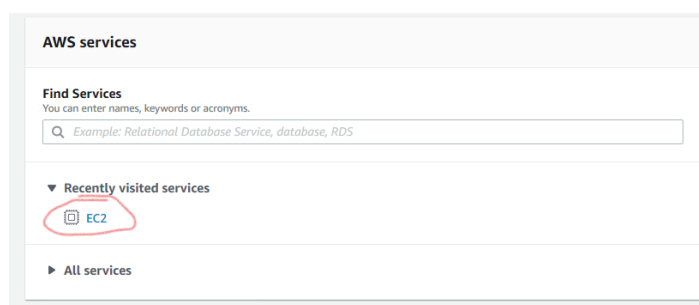 AWS services
Find Services
You can enter names, keywords or acronyms.
Example: Relational Database Service, database, RDS
Recently visited services
EC2
All services